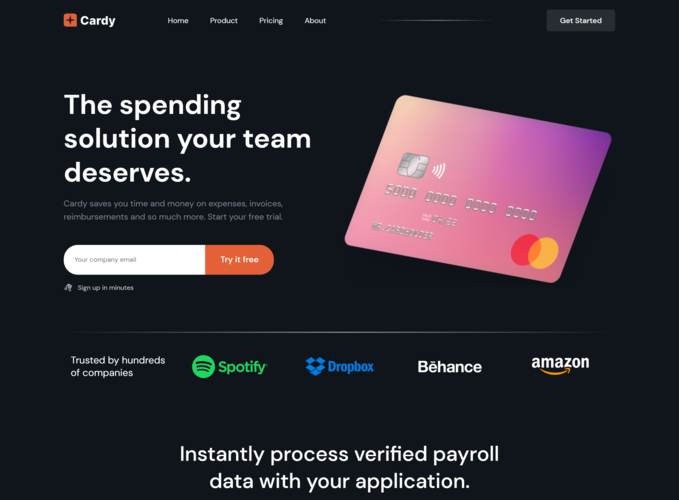 Cardy
Home
Product
Pricing
About
Get Started
The spending
solution your team
deserves.
Cardy saves you time and money on expenses, invoices,
reimbursements and so much more. Start your free trial.
Your company email
Try it free
Sign up in minutes
5000 0000 0000 0000
MR. CARDHOLDER
Trusted by hundreds
of companies
Spotify
Dropbox
Bēhance
amazon
Instantly process verified payroll
data with your application.